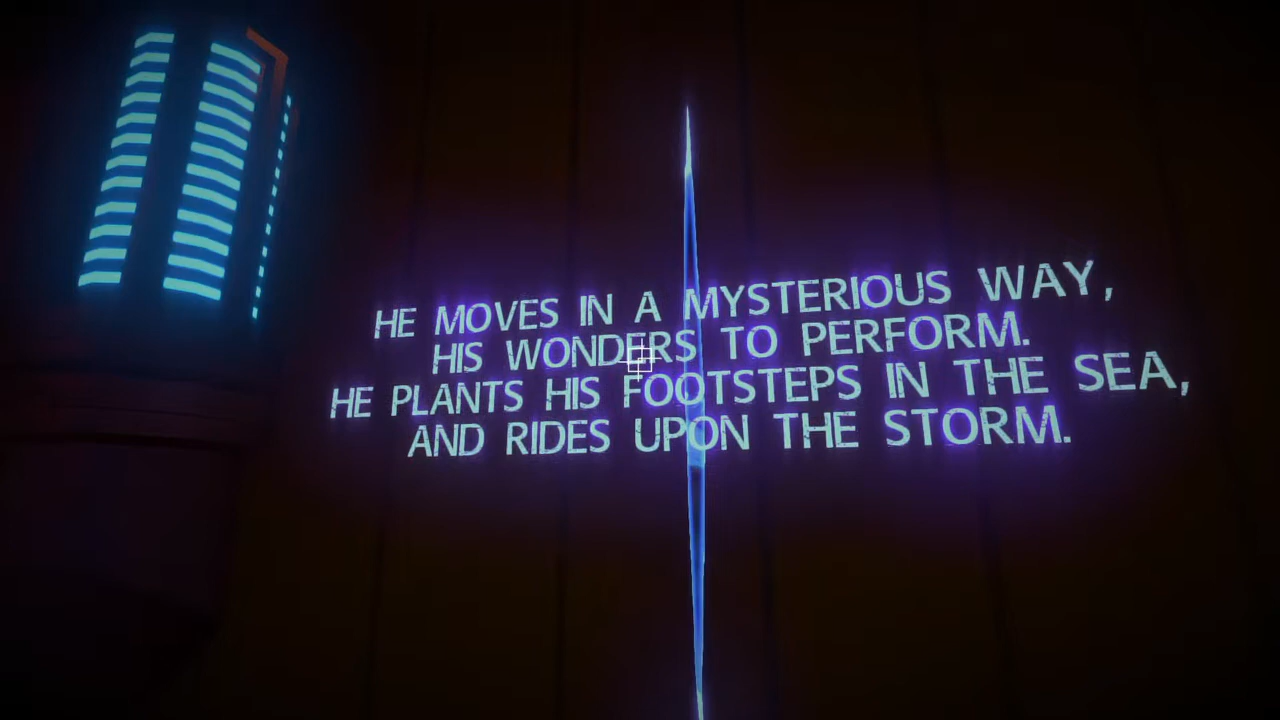 HE MOVES IN A MYSTERIOUS WAY,
HIS WONDERS TO PERFORM.
HE PLANTS HIS FOOTSTEPS IN THE SEA,
AND RIDES UPON THE STORM.